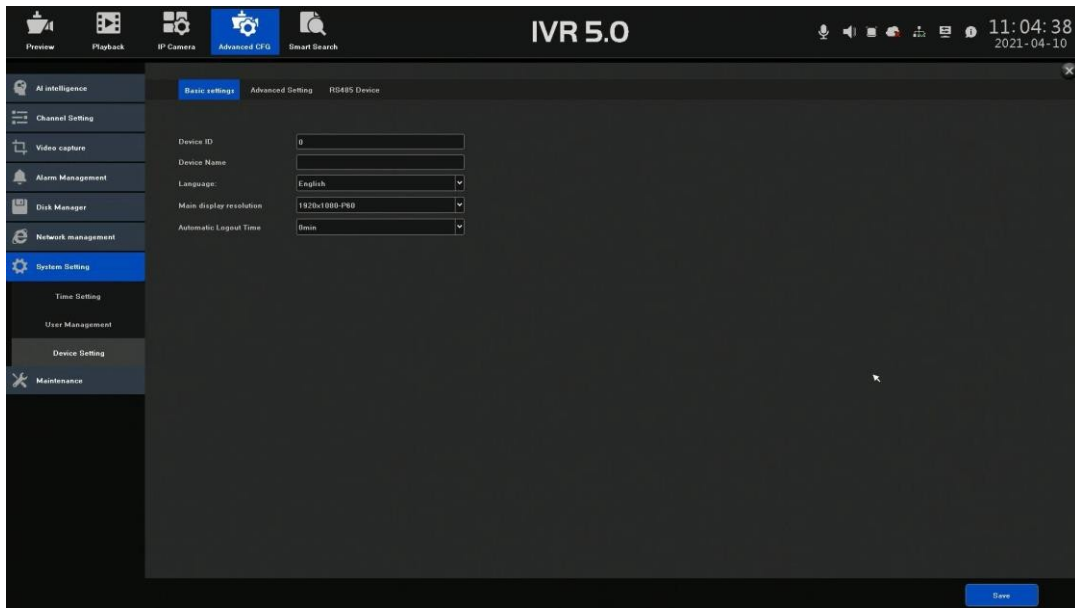 Preview Playback IP Camera Advanced CFG Smart Search
IVR 5.0
11:04:38
2021-04-10
AI intelligence
Channel Setting
Video capture
Alarm Management
Disk Manager
Network management
System Setting
Time Setting
User Management
Device Setting
Maintenance
Basic settings Advanced Setting RS485 Device
Device ID 0
Device Name
Language: English
Main display resolution 1920x1080-P60
Automatic Logout Time 0min
Save